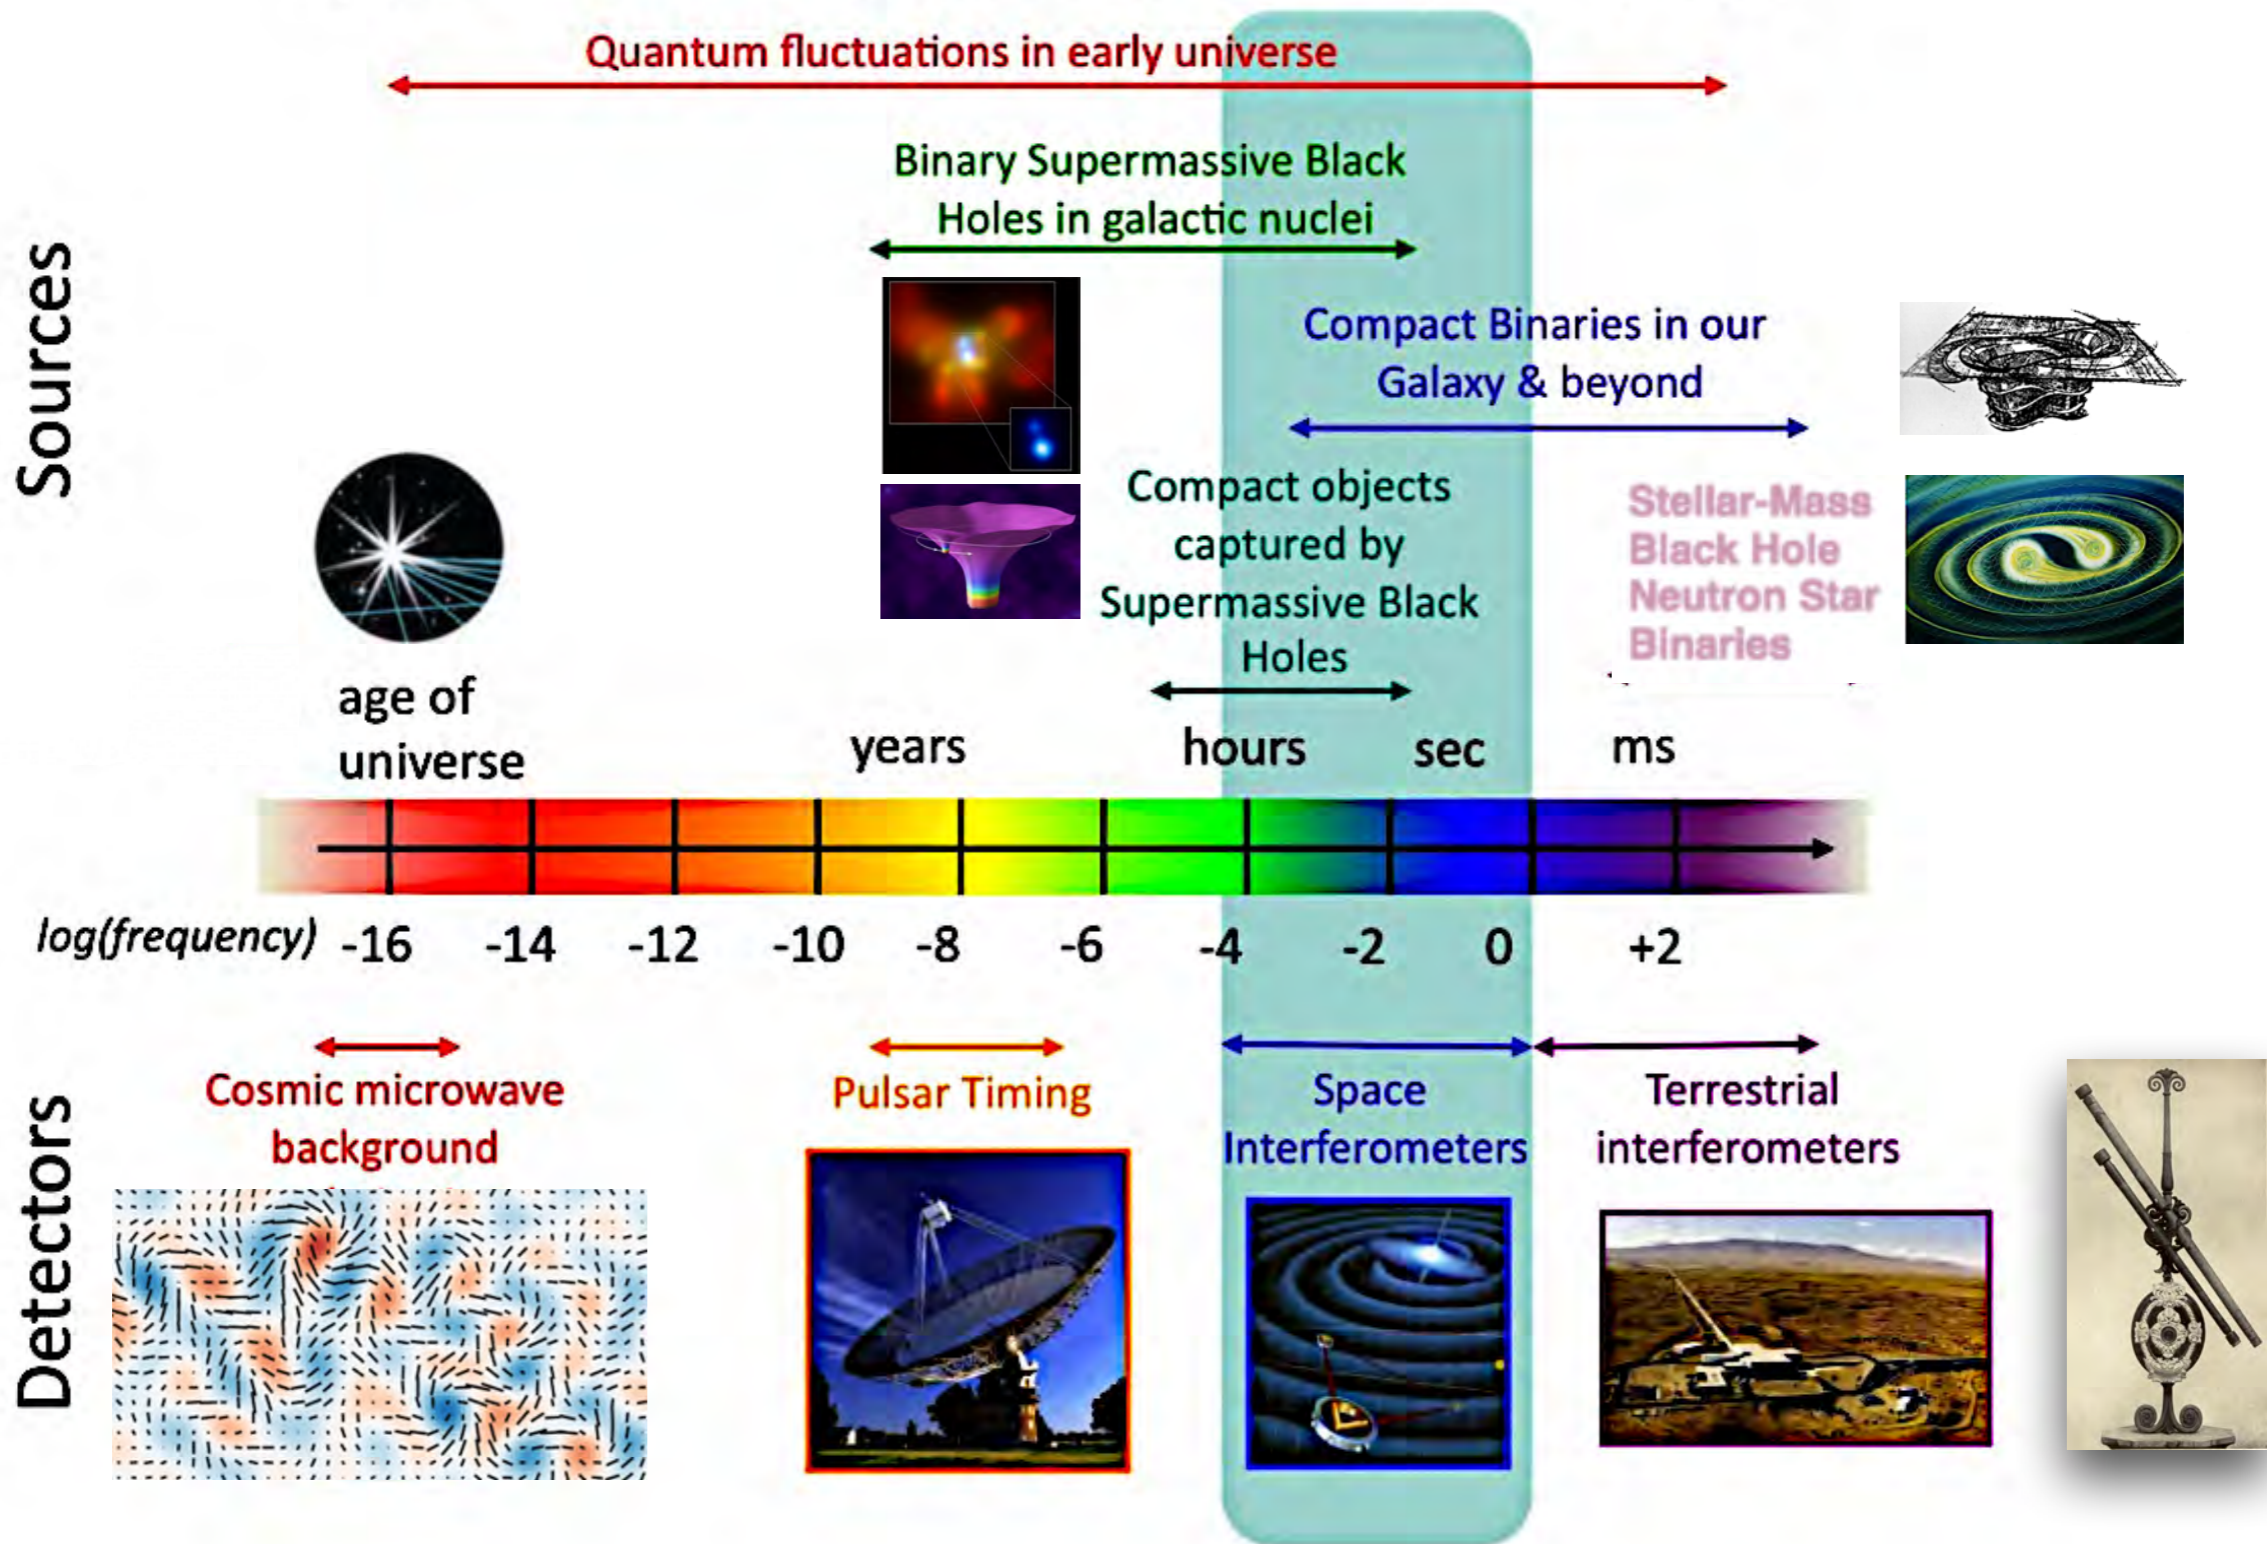 Quantum fluctuations in early universe
Binary Supermassive Black
Holes in galactic nuclei
Sources
Compact Binaries in our
Galaxy & beyond
Compact objects
captured by
Supermassive Black
Holes
Stellar-Mass
Black Hole
Neutron Star
Binaries
age of
universe
years
hours
sec
ms
log(frequency) -16 -14 -12 -10 -8 -6 -4 -2 0 +2
Detectors
Cosmic microwave
background
Pulsar Timing
Space
Interferometers
Terrestrial
interferometers